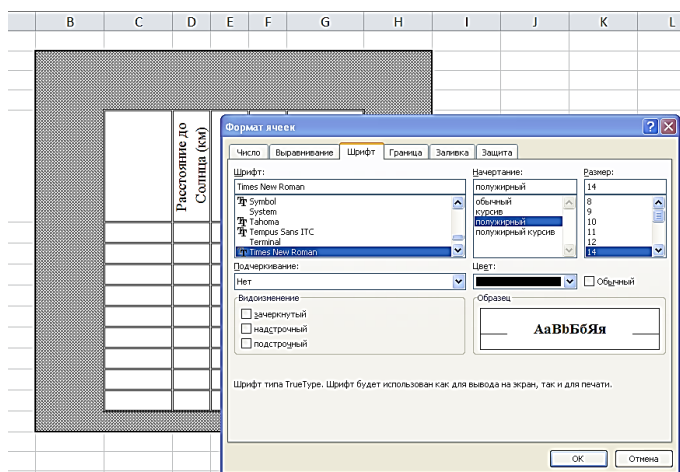 B C D E F G H I J K L
Расстояние до
Солнца (км)
Формат ячеек
Число Выравнивание Шрифт Граница Заливка Защита
Шрифт: Начертание: Размер:
Times New Roman полужирный 14
Symbol обычный 8
System курсив 9
Tahoma полужирный 10
Tempus Sans ITC полужирный курсив 11
Terminal 12
Times New Roman 14
Подчеркивание: Цвет:
Нет Обычный
Видоизменение Образец
зачеркнутый
надстрочный АаВbБбЯя
подстрочный
Шрифт типа TrueType. Шрифт будет использован как для вывода на экран, так и для печати.
ОК Отмена